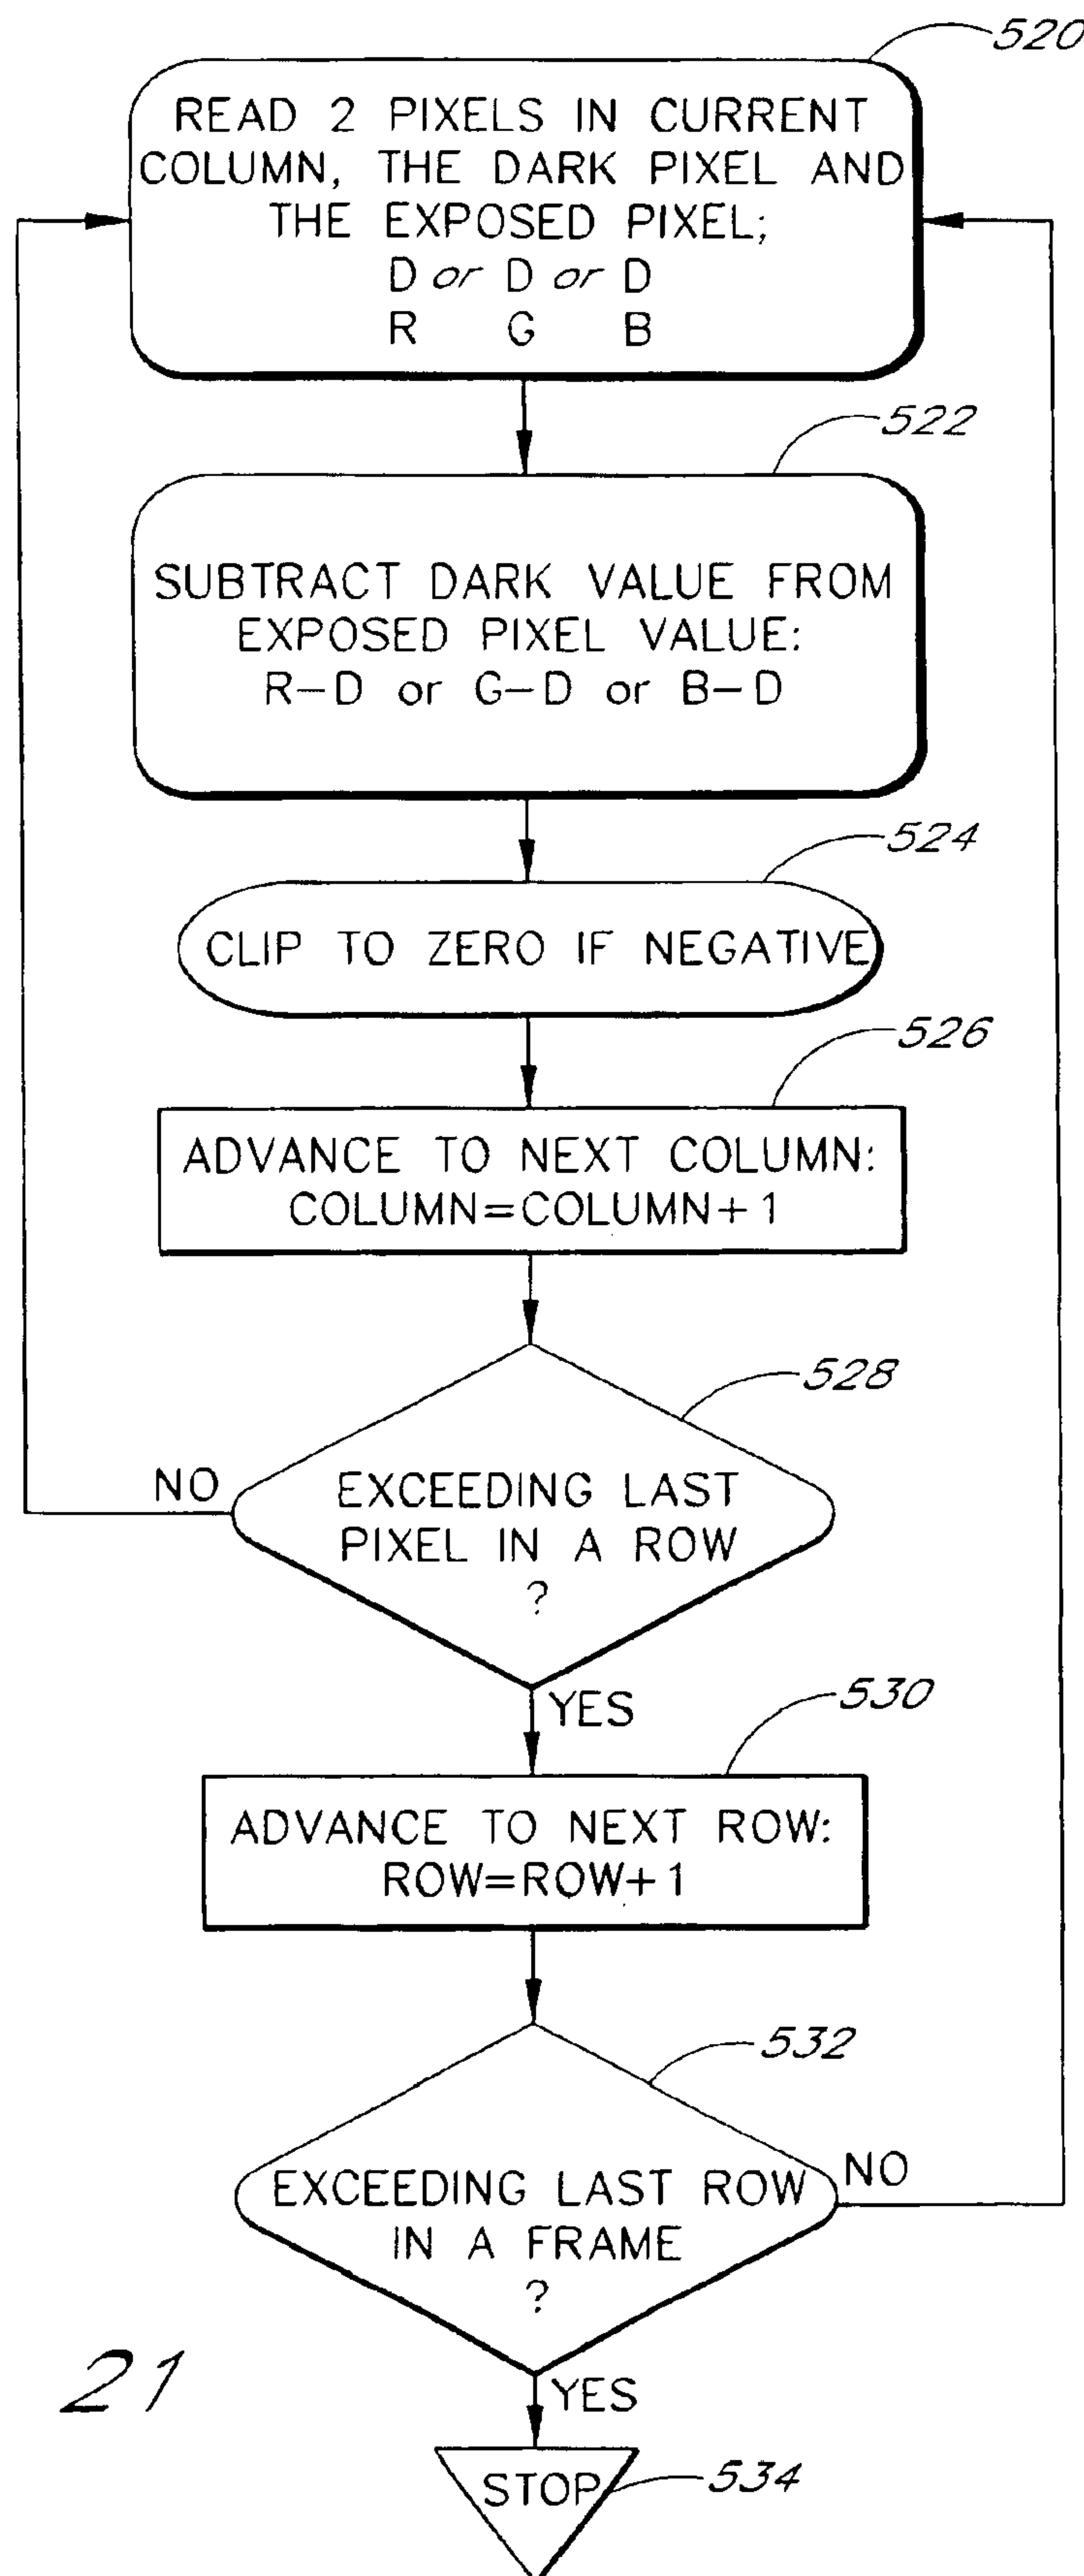 520
READ 2 PIXELS IN CURRENT
COLUMN, THE DARK PIXEL AND
THE EXPOSED PIXEL;
D or D or D
R G B
522
SUBTRACT DARK VALUE FROM
EXPOSED PIXEL VALUE:
R-D or G-D or B-D
524
CLIP TO ZERO IF NEGATIVE
526
ADVANCE TO NEXT COLUMN:
COLUMN=COLUMN+1
528
NO
EXCEEDING LAST
PIXEL IN A ROW
?
YES
530
ADVANCE TO NEXT ROW:
ROW=ROW+1
532
NO
EXCEEDING LAST ROW
IN A FRAME
?
21
YES
STOP
534